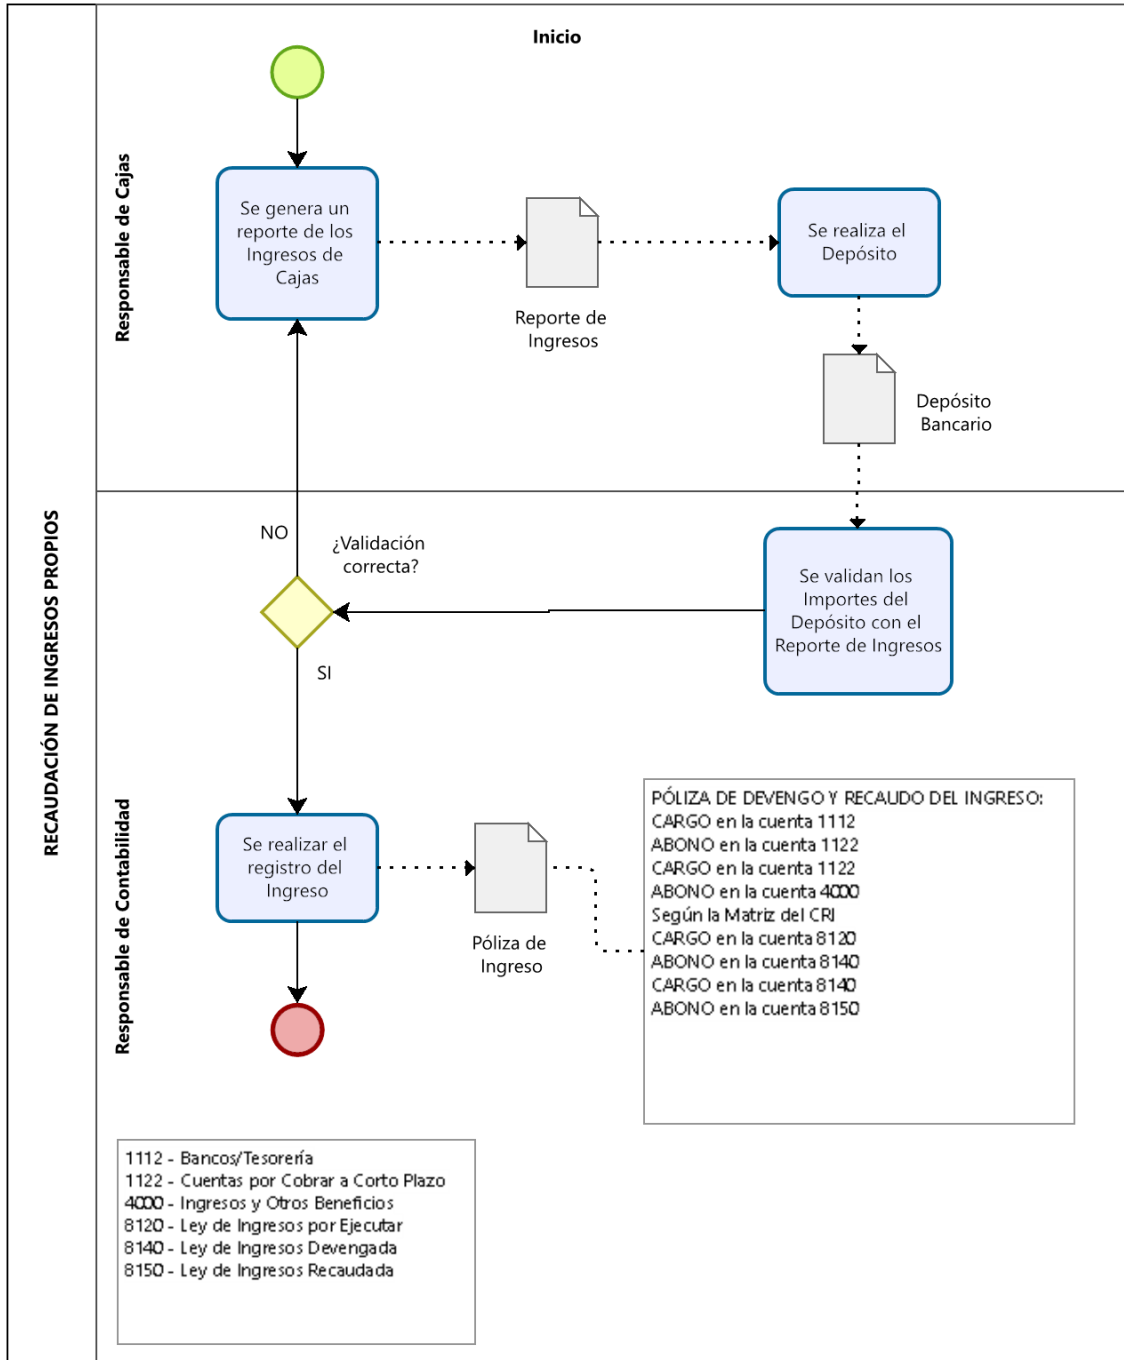 Inicio
RECAUDACIÓN DE INGRESOS PROPIOS
Responsable de Cajas
Se genera un
reporte de los
Ingresos de
Cajas
Reporte de
Ingresos
Se realiza el
Depósito
Depósito
Bancario
Responsable de Contabilidad
Se validan los
Importes del
Depósito con el
Reporte de Ingresos
¿Validación
correcta?
NO
SI
Se realizar el
registro del
Ingreso
Póliza de
Ingreso
PÓLIZA DE DEVENGO Y RECAUDO DEL INGRESO:
CARGO en la cuenta 1112
ABONO en la cuenta 1122
CARGO en la cuenta 1122
ABONO en la cuenta 4000
Según la Matriz del CRI
CARGO en la cuenta 8120
ABONO en la cuenta 8140
CARGO en la cuenta 8140
ABONO en la cuenta 8150
1112 - Bancos/Tesorería
1122 - Cuentas por Cobrar a Corto Plazo
4000 - Ingresos y Otros Beneficios
8120 - Ley de Ingresos por Ejecutar
8140 - Ley de Ingresos Devengada
8150 - Ley de Ingresos Recaudada